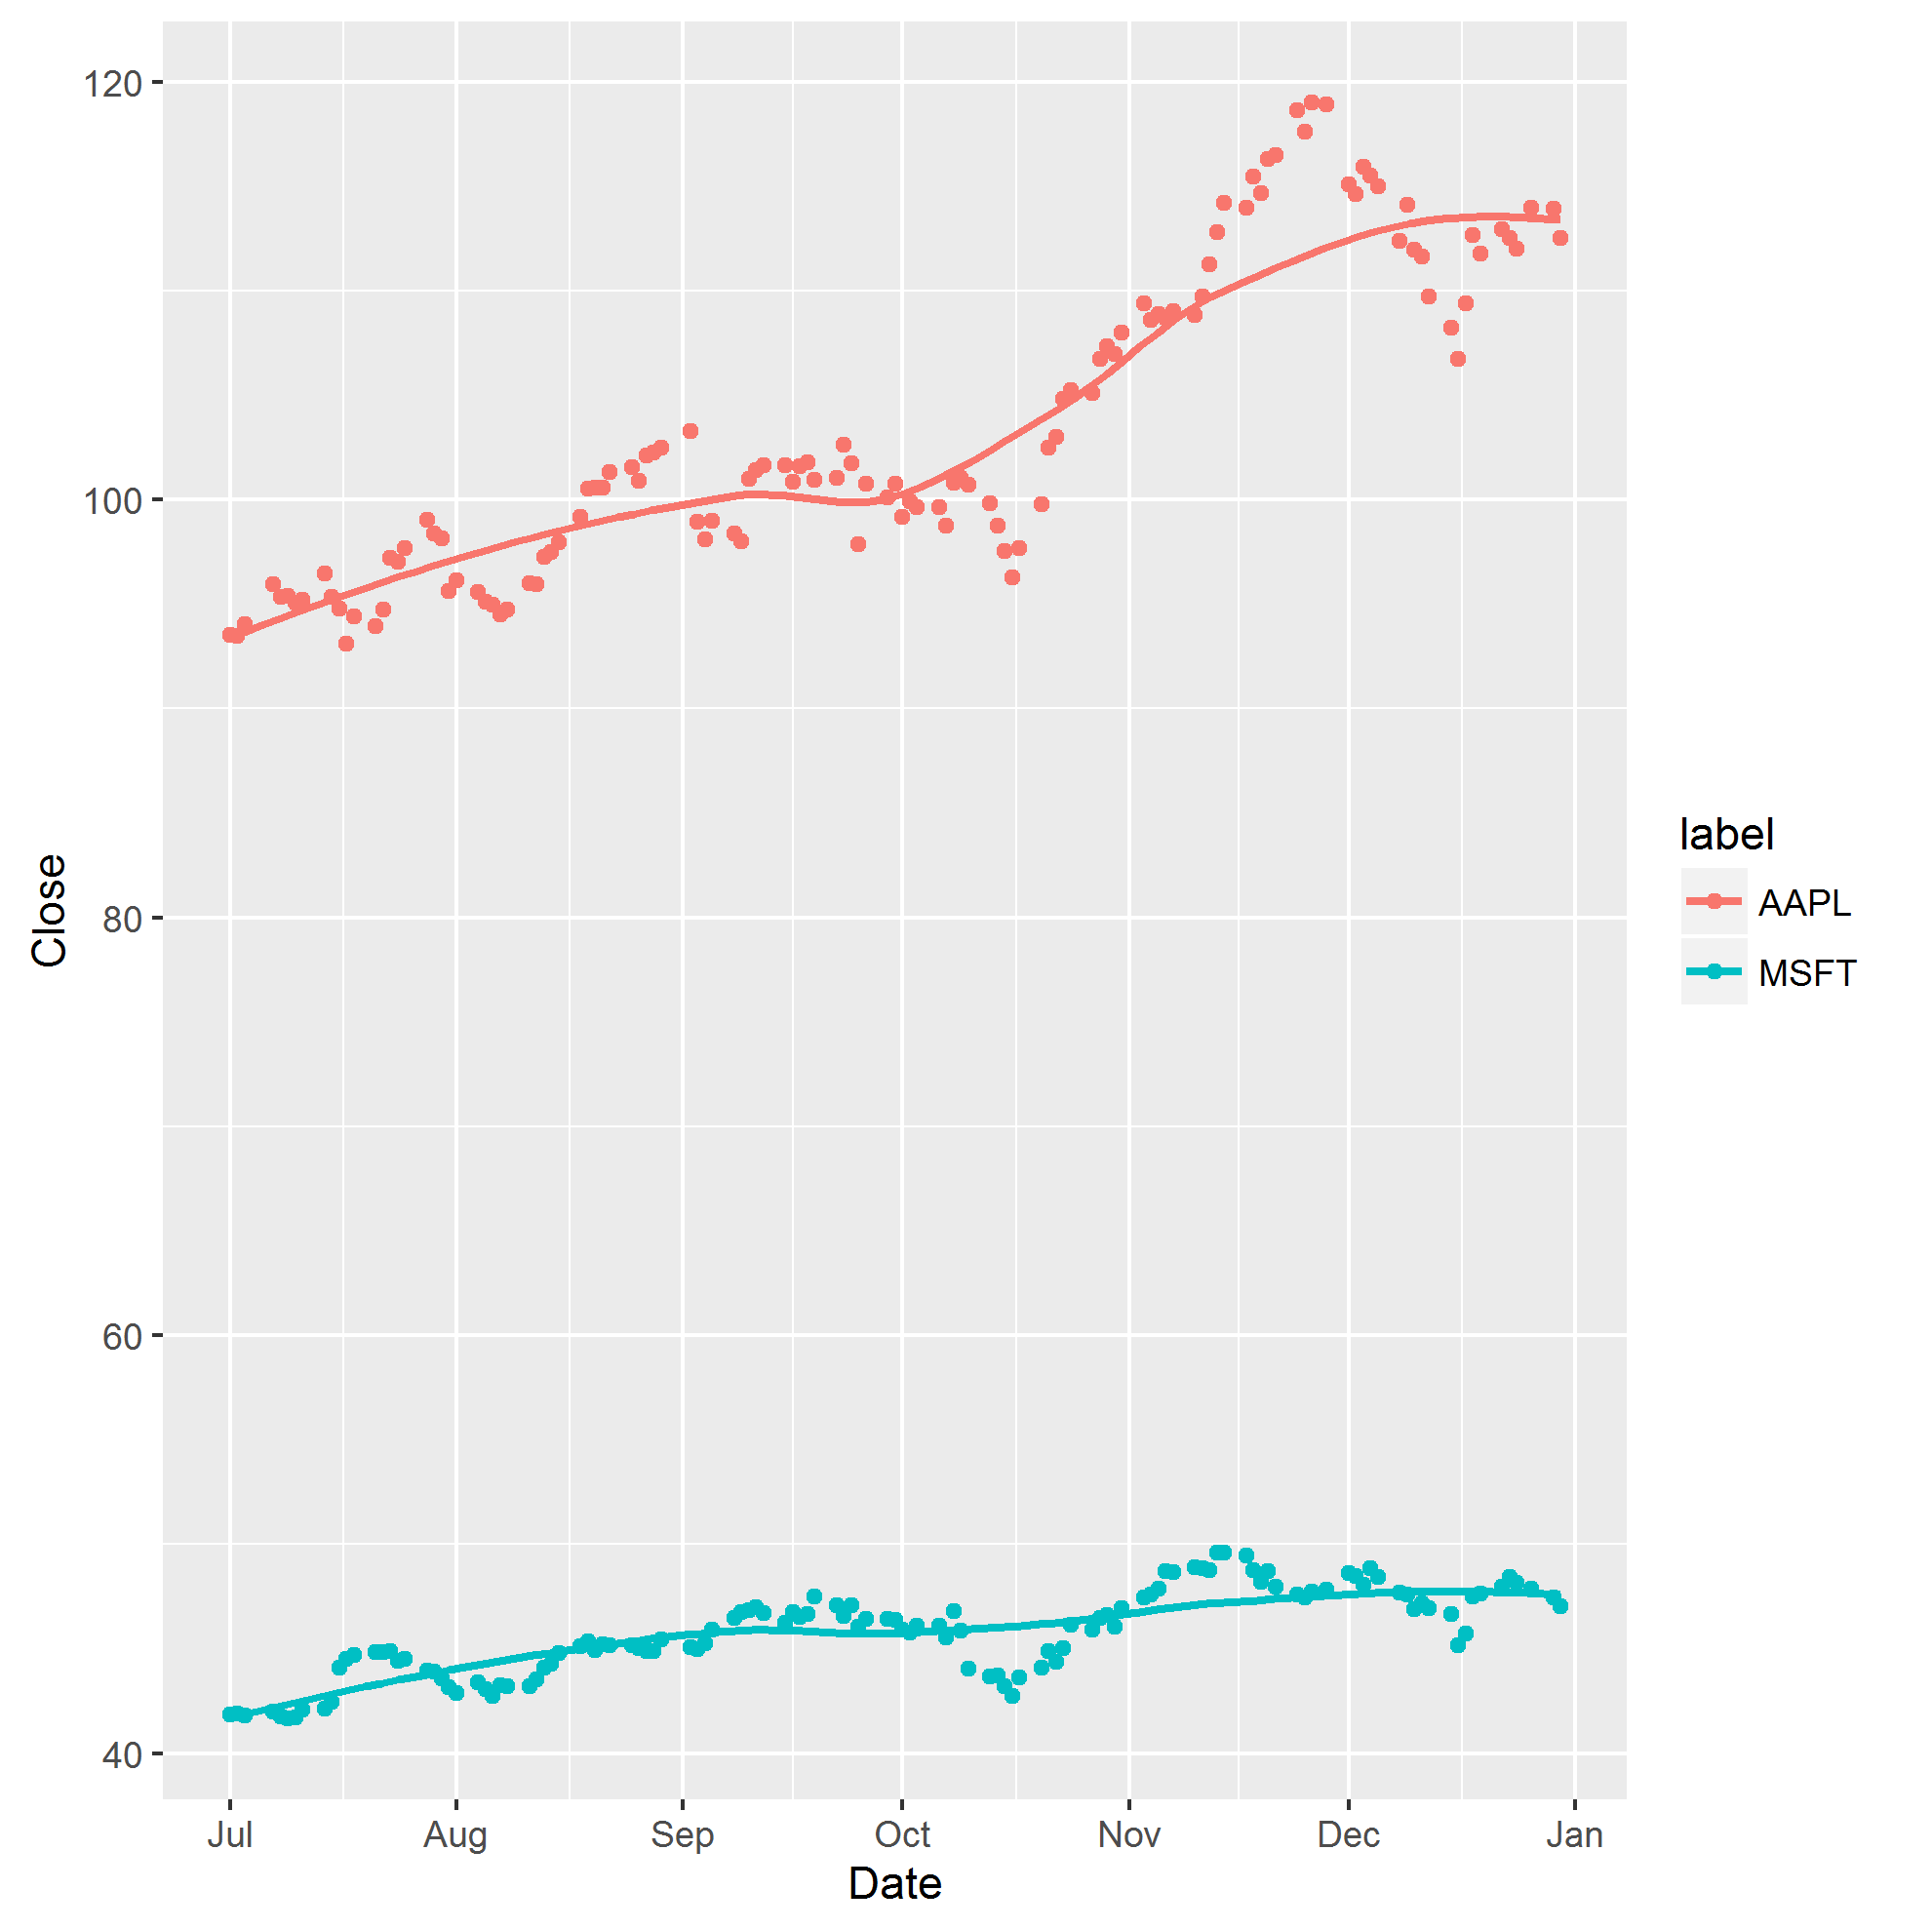 120
100
80
60
40
Close
Jul Aug Sep Oct Nov Dec Jan
Date
label
AAPL
MSFT